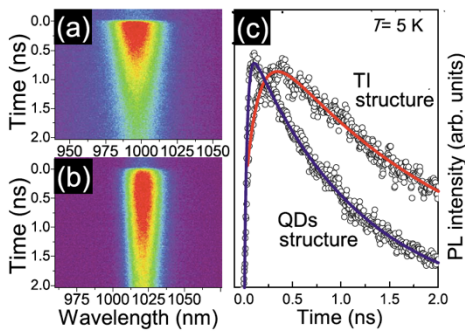 (a)
Time (ns)
0.0
0.5
1.0
1.5
2.0
950 975 1000 1025 1050
(b)
Time (ns)
0.0
0.5
1.0
1.5
2.0
975 1000 1025 1050
Wavelength (nm)
(c)
T= 5 K
TI
structure
QDs
structure
PL intensity (arb. units)
0.0 0.5 1.0 1.5 2.0
Time (ns)